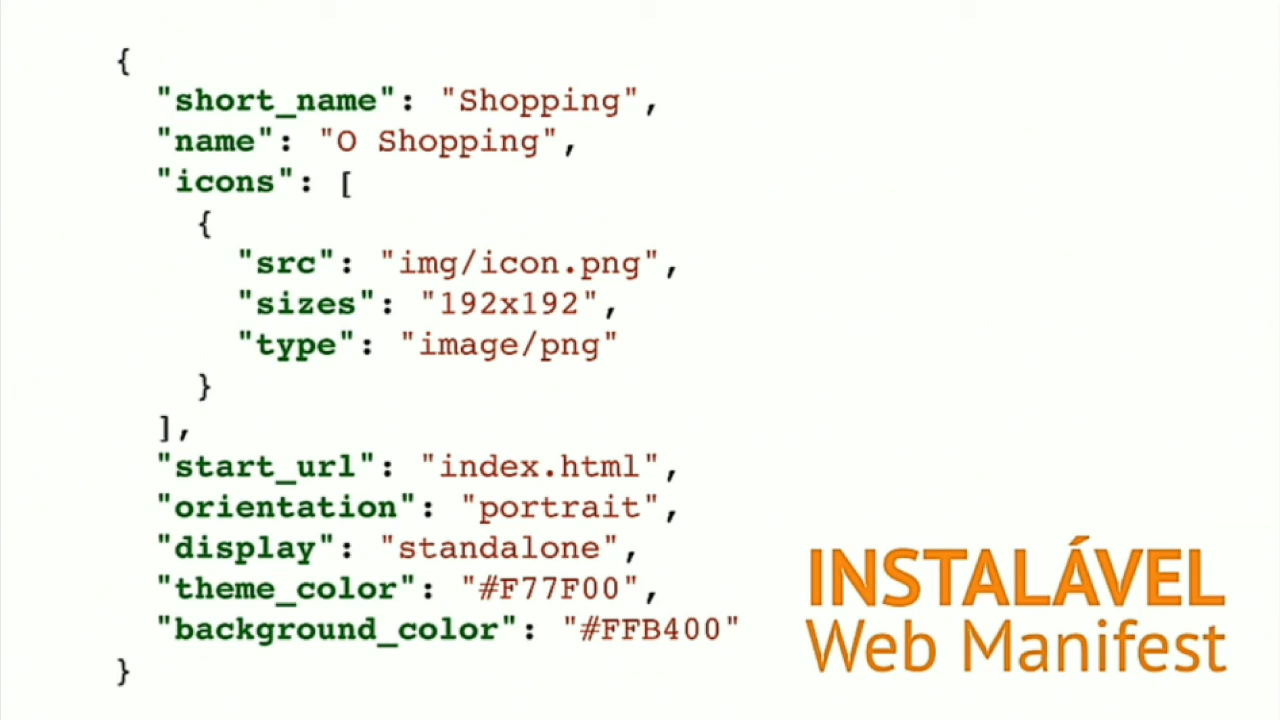 {
"short_name": "Shopping",
"name": "O Shopping",
"icons": [
{
"src": "img/icon.png",
"sizes": "192x192",
"type": "image/png"
}
],
"start_url": "index.html",
"orientation": "portrait",
"display": "standalone",
"theme_color": "#F77F00",
"background_color": "#FFB400"
}
INSTALÁVEL
Web Manifest